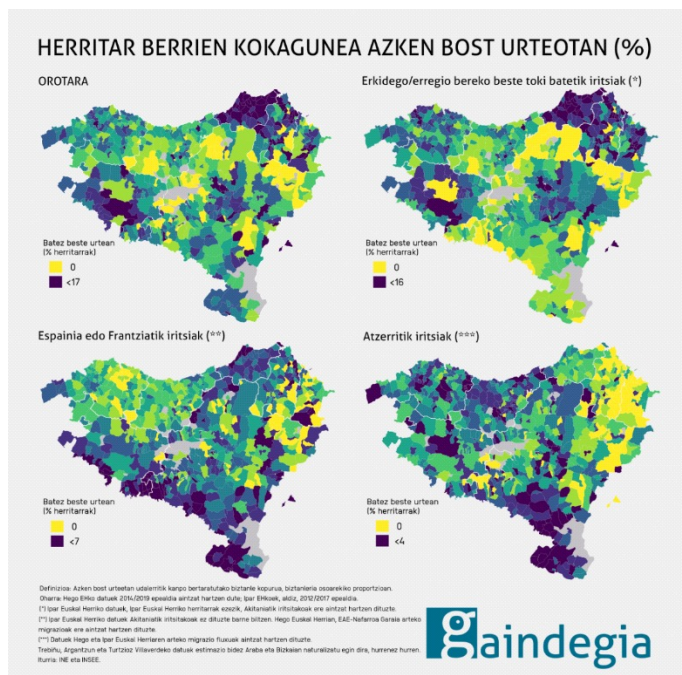 HERRITAR BERRIEN KOKAGUNEA AZKEN BOST URTEOTAN (%)
OROTARA
Erkidego/erregio bereko beste toki batetik iritsiak (*)
Batez beste urtean
(% herritarrak)
0
<17
Batez beste urtean
(% herritarrak)
0
<16
Espainia edo Frantziatik iritsiak (**)
Atzerritik iritsiak (***)
Batez beste urtean
(% herritarrak)
0
<7
Batez beste urtean
(% herritarrak)
0
<4
Definizioa: Azken bost urteotan udalerritik kanpo bertaratutako biztanle kopurua, biztanleria osoarekiko proportzioan.
Oharra: Hego EHko datuek 2014/2019 epealdia aintzat hartzen dute, Ipar EHkoek, aldiz, 2012/2017 epealdia.
(*) Ipar Euskal Herriko datuek, Ipar Euskal Herriko herritarrak ezezik, Akitaniatik iritsitakoak ere aintzat hartzen dituzte.
(**) Ipar Euskal Herriko datuek Akitaniatik iritsitakoak ez dituzte barne biltzen. Hego Euskal Herrian, EAE-Nafarroa Garaia arteko
migrazioak ere aintzat hartzen dituzte.
(***) Datuek Hego eta Ipar Euskal Herriaren arteko migrazio fluxuak aintzat hartzen dituzte.
Trebiñu, Argantzun eta Turtzioz Villaverdeko datuak estimazio bidez Araba eta Bizkaian naturalizatu egin dira, hurrenez hurren.
Iturria: INE eta INSEE.
gaindegia